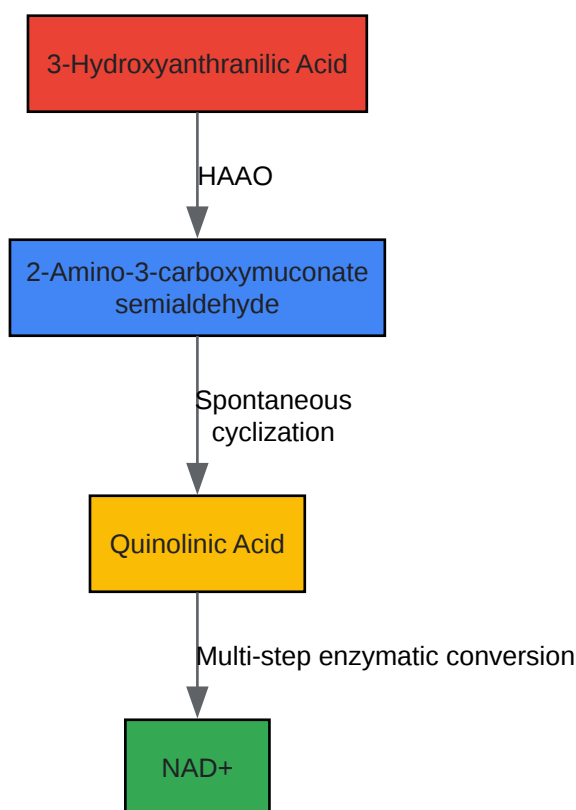 3-Hydroxyanthranilic Acid
HAAO
2-Amino-3-carboxymuconate
semialdehyde
Spontaneous
cyclization
Quinolinic Acid
Multi-step enzymatic conversion
NAD+